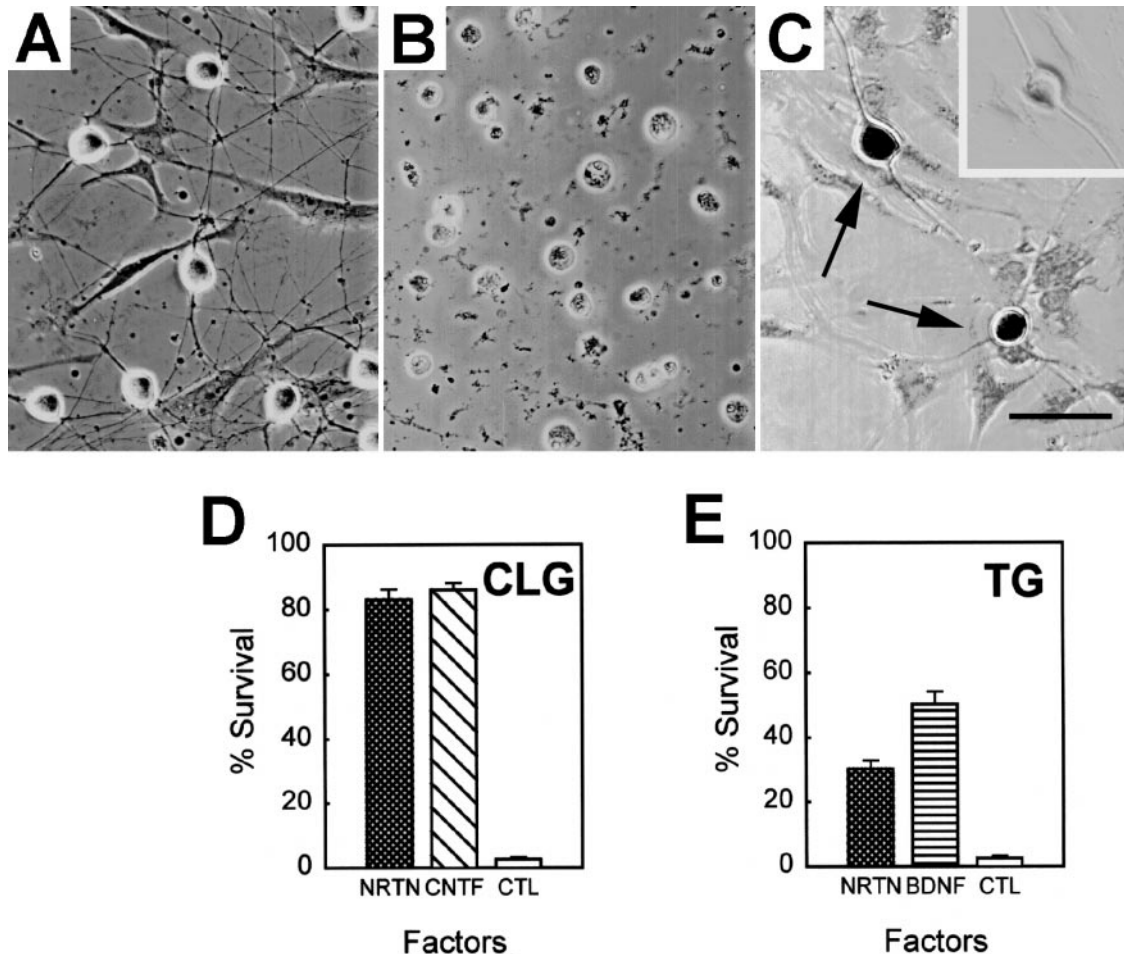 A
B
C
D
E
100
80
60
40
20
0
% Survival
CLG
NRTN CNTF CTL
Factors
100
80
60
40
20
0
% Survival
TG
NRTN BDNF CTL
Factors